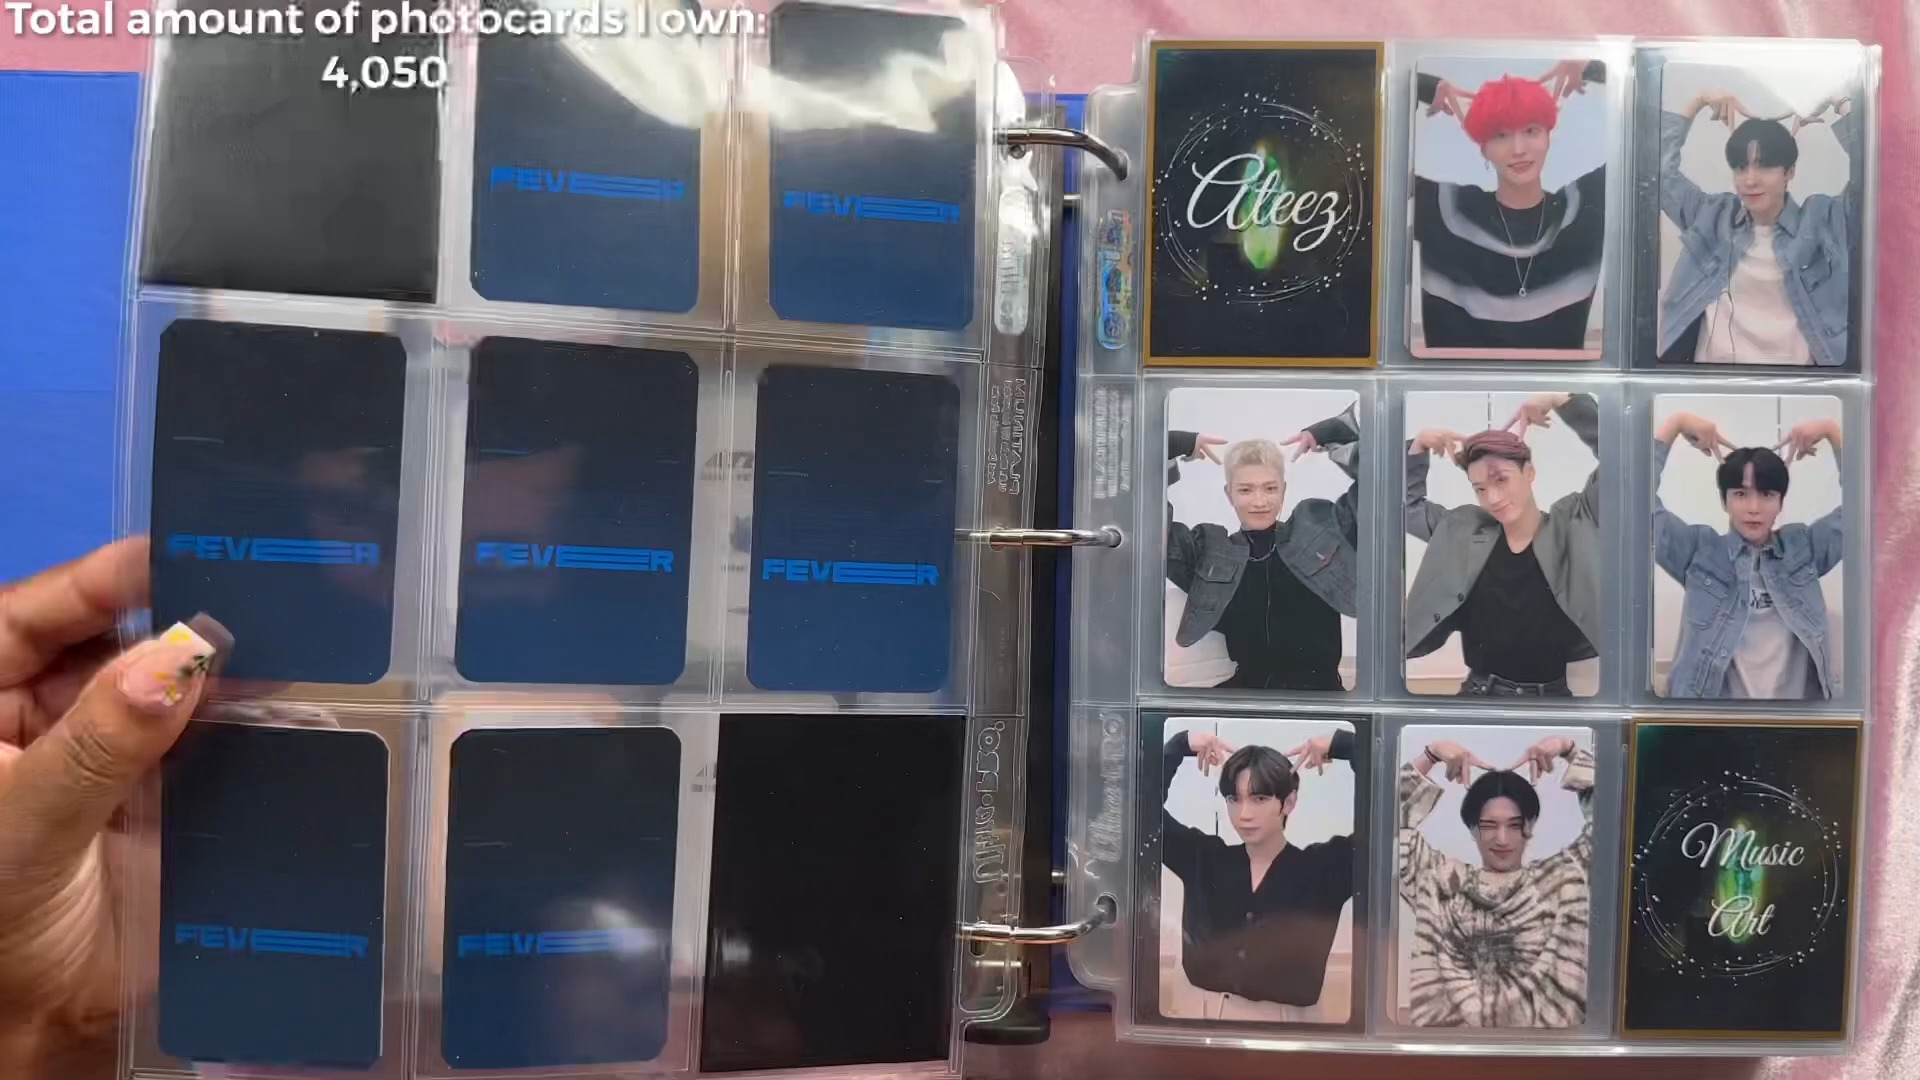 Total amount of photocards I own:
4,050
FEVER
FEVER
FEVER
FEVER
FEVER
FEVER
FEVER
Ateez
Music
Art